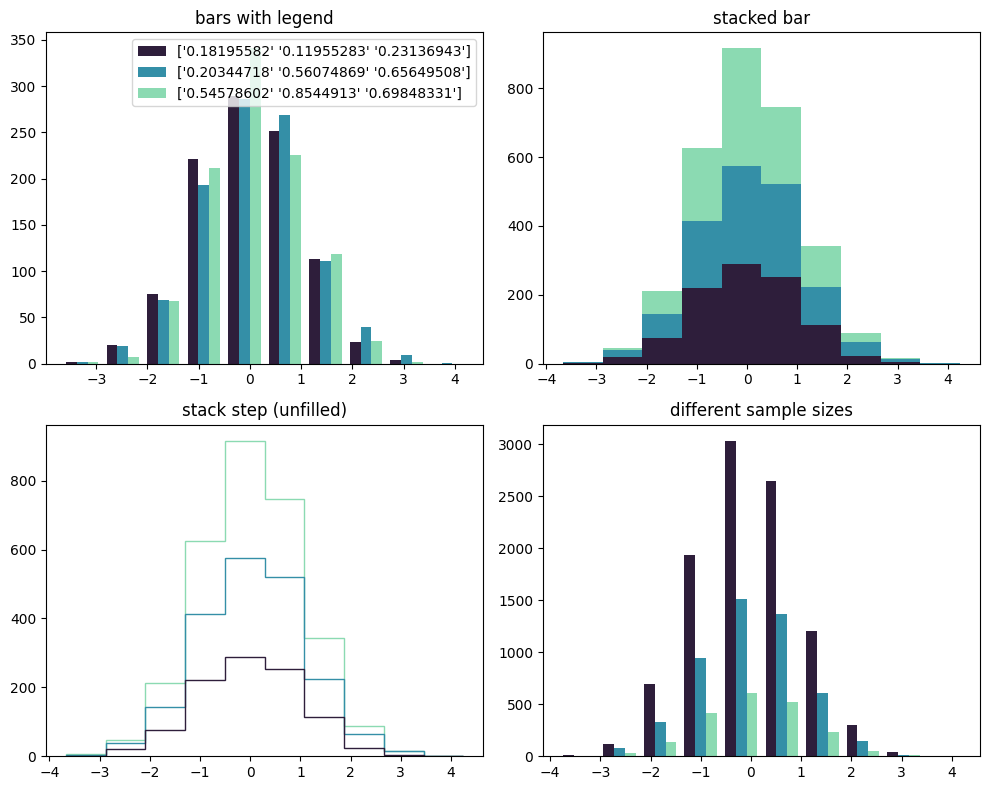 bars with legend
350
300
250
200
150
100
50
0
['0.18195582' '0.11955283' '0.23136943']
['0.20344718' '0.56074869' '0.65649508']
['0.54578602' '0.8544913' '0.69848331']
−3 −2 −1 0 1 2 3 4
stacked bar
800
600
400
200
0
−4 −3 −2 −1 0 1 2 3 4
stack step (unfilled)
800
600
400
200
0
−4 −3 −2 −1 0 1 2 3 4
different sample sizes
3000
2500
2000
1500
1000
500
0
−4 −3 −2 −1 0 1 2 3 4